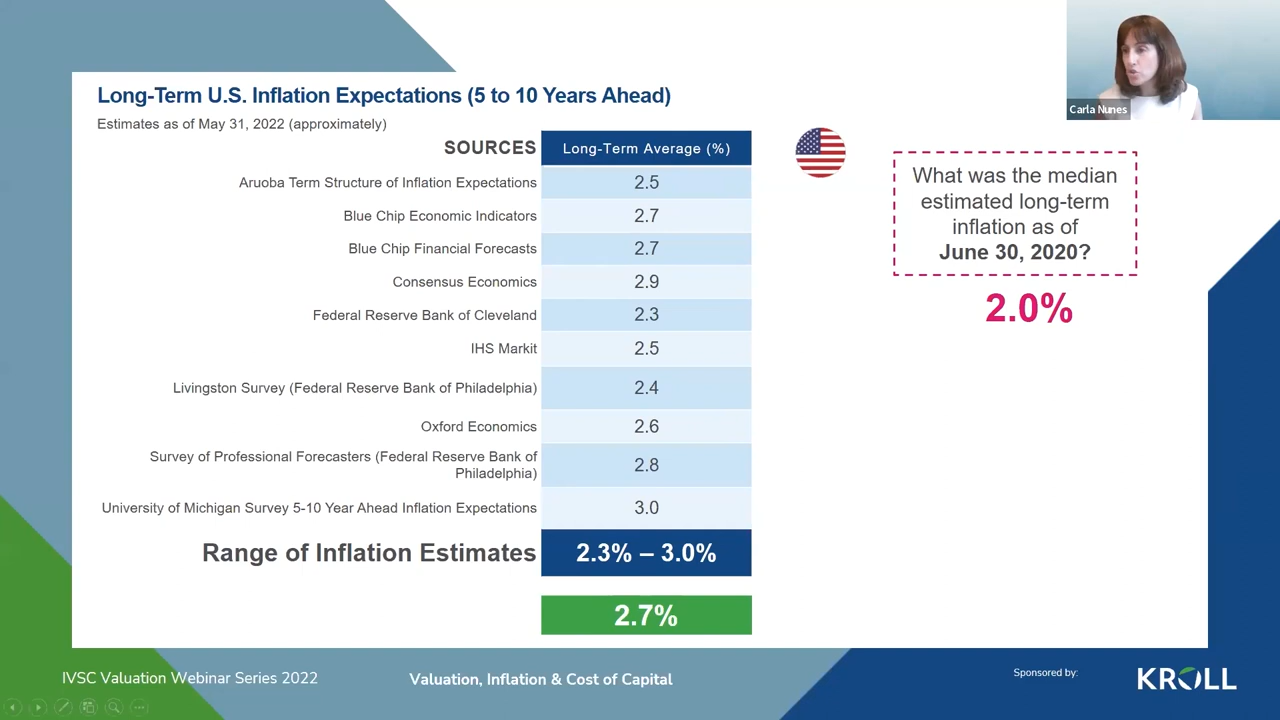 Long-Term U.S. Inflation Expectations (5 to 10 Years Ahead)
Estimates as of May 31, 2022 (approximately)
SOURCES Long-Term Average (%)
Aruoba Term Structure of Inflation Expectations 2.5
Blue Chip Economic Indicators 2.7
Blue Chip Financial Forecasts 2.7
Consensus Economics 2.9
Federal Reserve Bank of Cleveland 2.3
IHS Markit 2.5
Livingston Survey (Federal Reserve Bank of Philadelphia) 2.4
Oxford Economics 2.6
Survey of Professional Forecasters (Federal Reserve Bank of
Philadelphia) 2.8
University of Michigan Survey 5-10 Year Ahead Inflation Expectations 3.0
Range of Inflation Estimates 2.3% – 3.0%
2.7%
What was the median
estimated long-term
inflation as of
June 30, 2020?
2.0%
Carla Nunes
IVSC Valuation Webinar Series 2022
Valuation, Inflation & Cost of Capital
Sponsored by:
KROLL